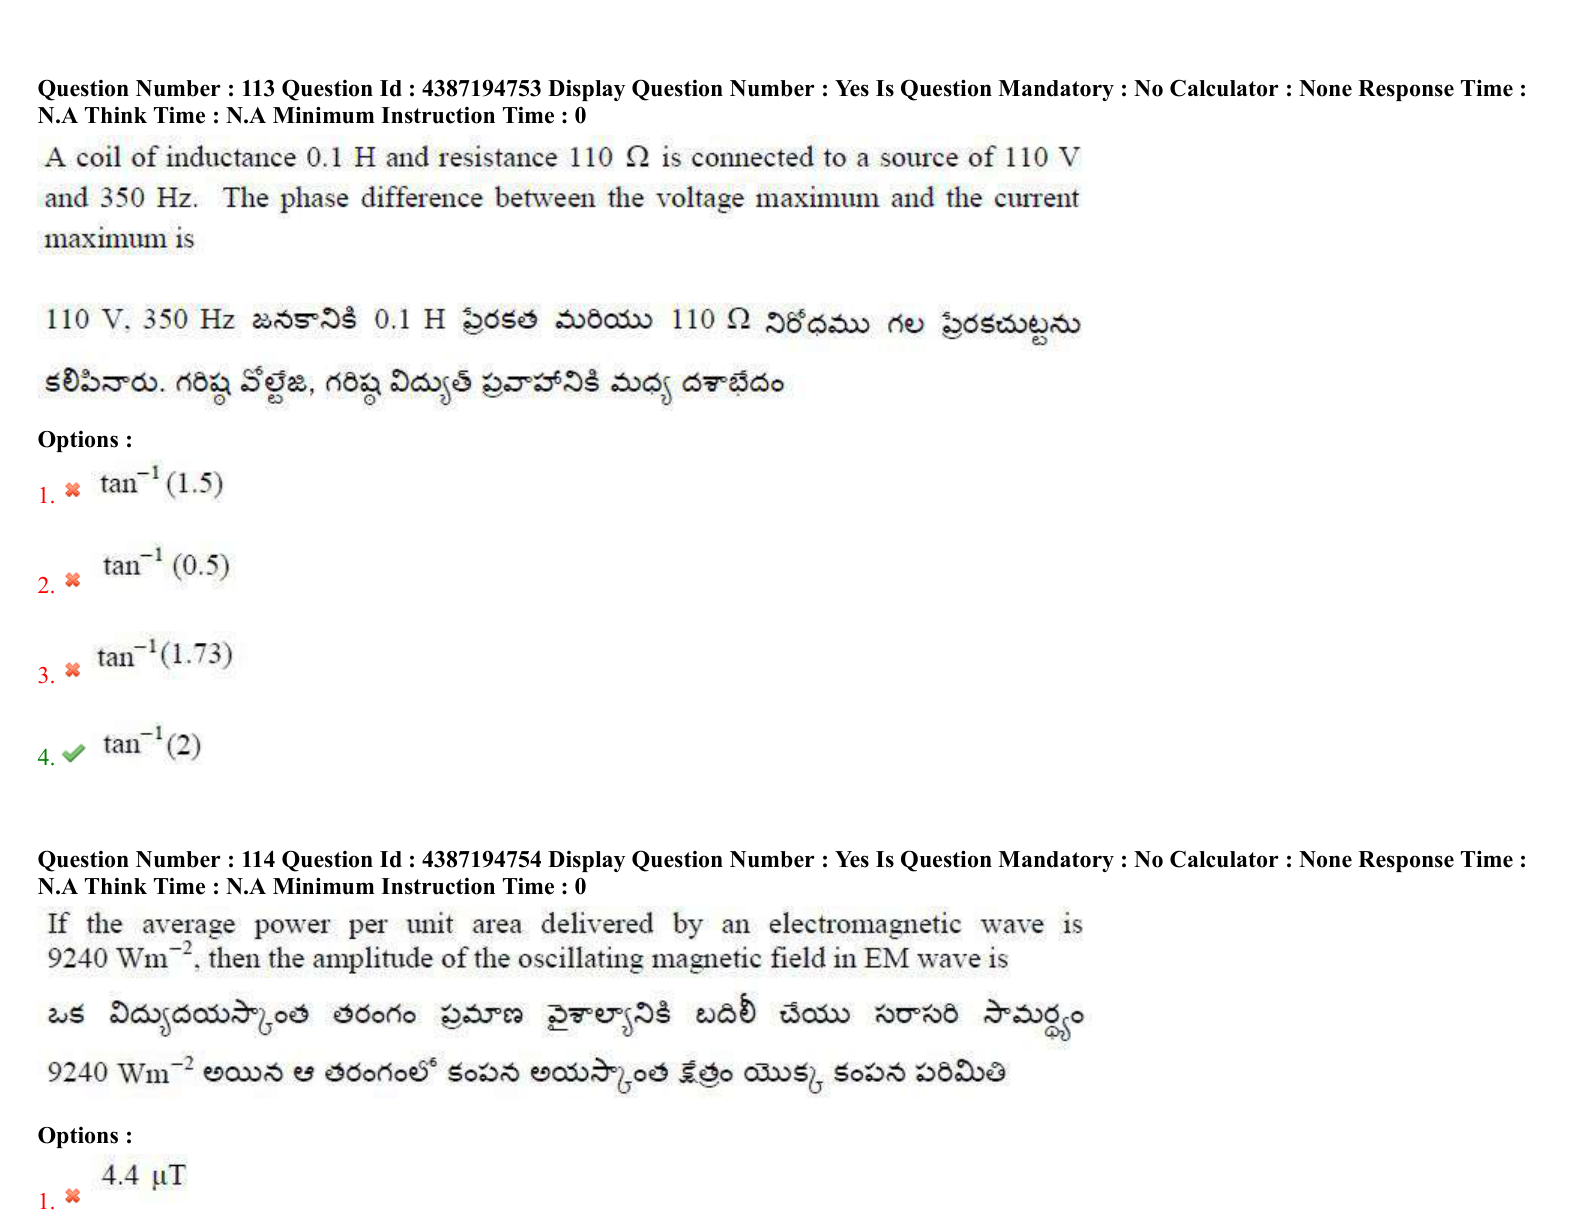 Question Number : 113 Question Id : 4387194753 Display Question Number : Yes Is Question Mandatory : No Calculator : None Response Time :
N.A Think Time : N.A Minimum Instruction Time : 0
A coil of inductance 0.1 H and resistance 110 Ω is connected to a source of 110 V
and 350 Hz. The phase difference between the voltage maximum and the current
maximum is
110 V, 350 Hz జనకానికి 0.1 H ప్రేరకత మరియు 110 Ω నిరోధము గల ప్రేరకచుట్టను
కలిపినారు. గరిష్ఠ వోల్టేజి, గరిష్ఠ విద్యుత్ ప్రవాహానికి మధ్య దశాభేదం
Options :
1. tan⁻¹(1.5)
2. tan⁻¹ (0.5)
3. tan⁻¹(1.73)
4. tan⁻¹(2)
Question Number : 114 Question Id : 4387194754 Display Question Number : Yes Is Question Mandatory : No Calculator : None Response Time :
N.A Think Time : N.A Minimum Instruction Time : 0
If the average power per unit area delivered by an electromagnetic wave is
9240 Wm⁻², then the amplitude of the oscillating magnetic field in EM wave is
ఒక విద్యుదయస్కాంత తరంగం ప్రమాణ వైశాల్యానికి బదిలీ చేయు సరాసరి సామర్థ్యం
9240 Wm⁻² అయిన ఆ తరంగంలో కంపన అయస్కాంత క్షేత్రం యొక్క కంపన పరిమితి
Options :
1. 4.4 μT